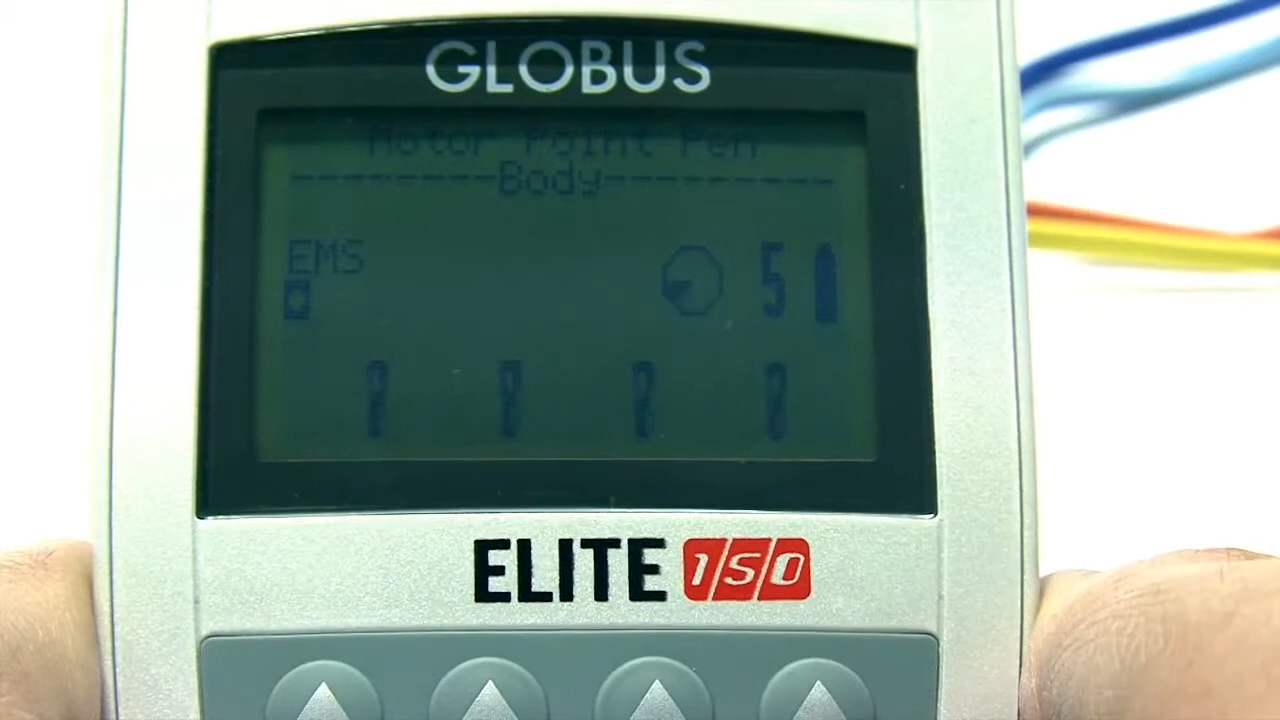 GLOBUS
Motor Point Pen
--------Body---------
EMS
5
ELITE 150